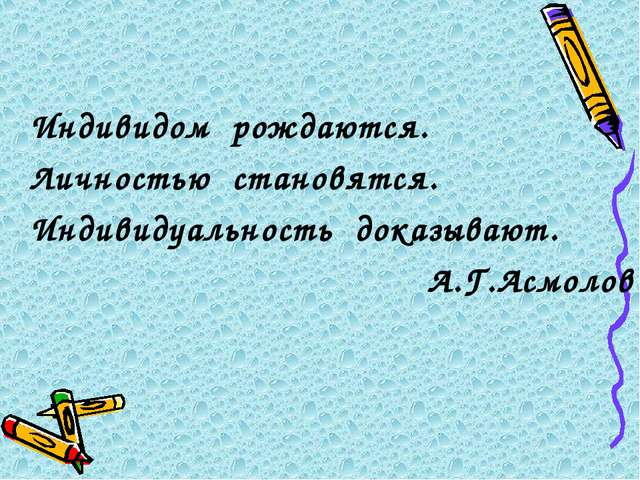 Индивидом рождаются.
Личностью становятся.
Индивидуальность доказывают.
А.Г.Асмолов